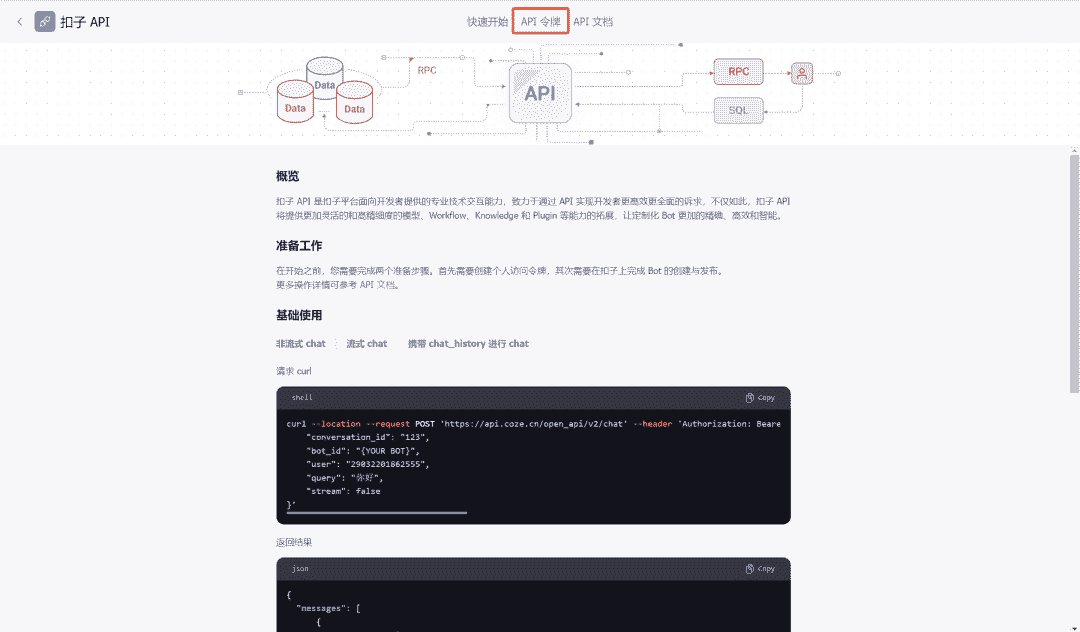 扣子 API
快速开始 API 令牌 API 文档
RPC
Data
Data
Data
API
RPC
SQL
概览
扣子 API 是扣子平台面向开发者提供的专业技术交互能力，致力于通过 API 实现开发者更高效更全面的诉求，不仅如此，扣子 API
将提供更加灵活的和高精细度的模型、Workflow、Knowledge 和 Plugin 等能力的拓展，让定制化 Bot 更加的精确、高效和智能。
准备工作
在开始之前，您需要完成两个准备步骤。首先需要创建个人访问令牌，其次需要在扣子上完成 Bot 的创建与发布。
更多操作详情可参考 API 文档。
基础使用
非流式 chat 流式 chat 携带 chat_history 进行 chat
请求 curl
shell Copy
curl --location --request POST 'https://api.coze.cn/open_api/v2/chat' --header 'Authorization: Beare
"conversation_id": "123",
"bot_id": "{YOUR BOT}",
"user": "29032201862555",
"query": "你好",
"stream": false
}'
返回结果
json Copy
{
"messages": [
{